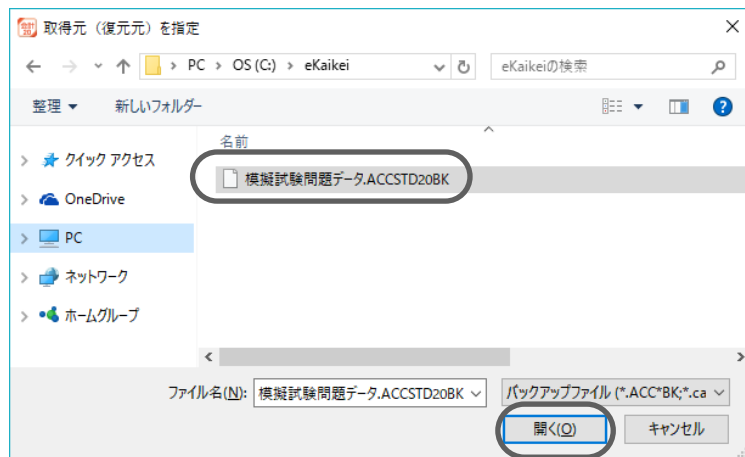 取得元（復元元）を指定
PC > OS (C:) > eKaikei
eKaikeiの検索
整理
新しいフォルダー
名前
クイック アクセス
模擬試験問題データ.ACCSTD20BK
OneDrive
PC
ネットワーク
ホームグループ
ファイル名(N):
模擬試験問題データ.ACCSTD20BK
バックアップファイル (*.ACC*BK;*.ca
開く(O)
キャンセル